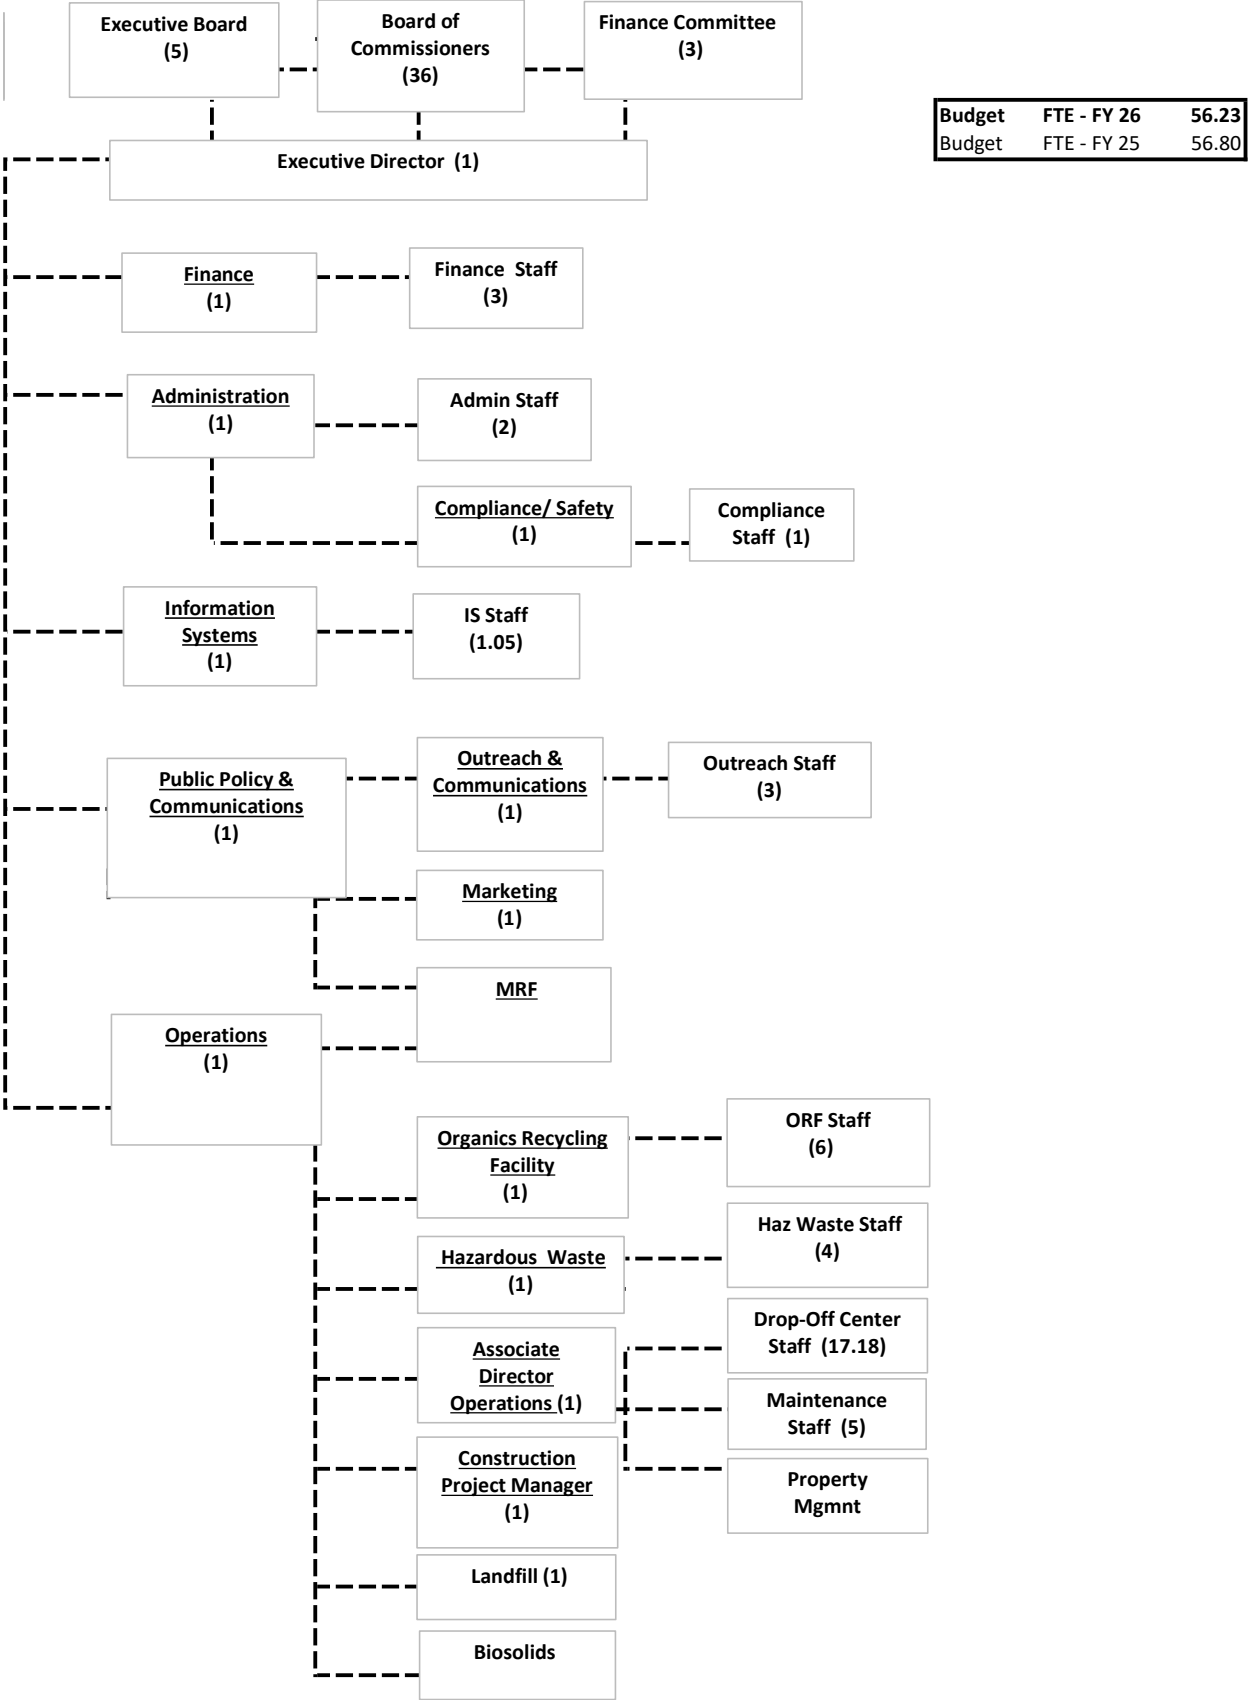 Executive Board
(5)
Board of
Commissioners
(36)
Finance Committee
(3)
Budget FTE - FY 26 56.23
Budget FTE - FY 25 56.80
Executive Director (1)
Finance
(1)
Finance Staff
(3)
Administration
(1)
Admin Staff
(2)
Compliance/ Safety
(1)
Compliance
Staff (1)
Information
Systems
(1)
IS Staff
(1.05)
Public Policy &
Communications
(1)
Outreach &
Communications
(1)
Outreach Staff
(3)
Marketing
(1)
MRF
Operations
(1)
Organics Recycling
Facility
(1)
ORF Staff
(6)
Hazardous Waste
(1)
Haz Waste Staff
(4)
Associate
Director
Operations (1)
Drop-Off Center
Staff (17.18)
Maintenance
Staff (5)
Property
Mgmnt
Construction
Project Manager
(1)
Landfill (1)
Biosolids